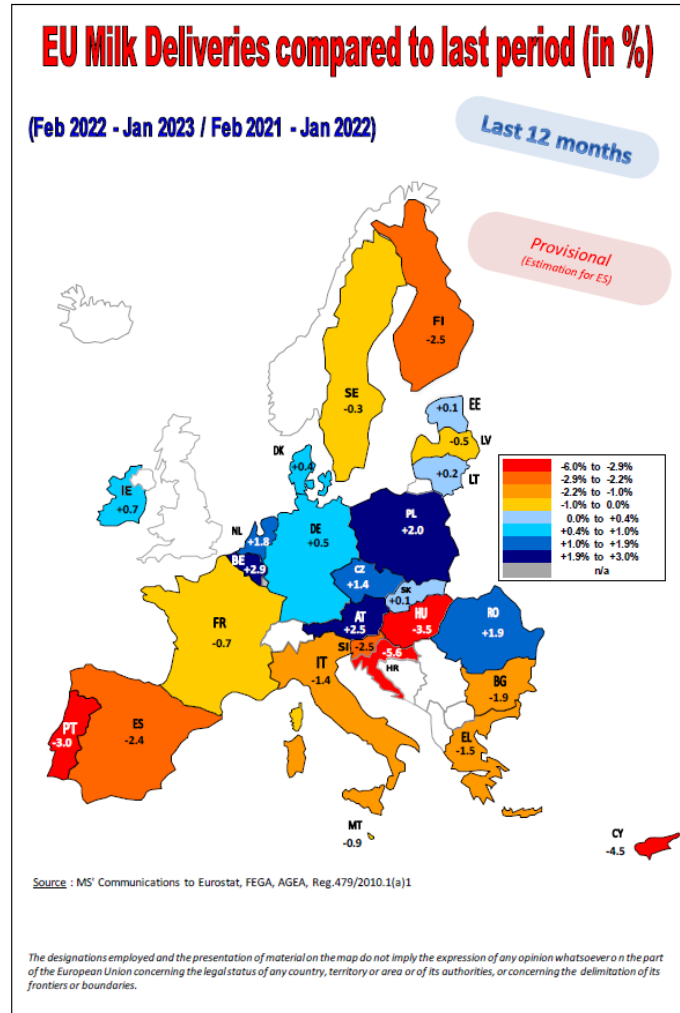 EU Milk Deliveries compared to last period (in %)
(Feb 2022 - Jan 2023 / Feb 2021 - Jan 2022)
Last 12 months
Provisional
(Estimation for ES)
FI
-2.5
SE
-0.3
EE
+0.1
LV
-0.5
LT
+0.2
DK
+0.4
IE
+0.7
NL
+1.8
DE
+0.5
PL
+2.0
BE
+2.9
CZ
+1.4
SK
+0.1
AT
+2.5
HU
-3.5
RO
+1.9
FR
-0.7
SI
-2.5
-5.6
HR
IT
-1.4
BG
-1.9
PT
-3.0
ES
-2.4
EL
-1.5
MT
-0.9
CY
-4.5
-6.0% to -2.9%
-2.9% to -2.2%
-2.2% to -1.0%
-1.0% to 0.0%
0.0% to +0.4%
+0.4% to +1.0%
+1.0% to +1.9%
+1.9% to +3.0%
n/a
Source : MS' Communications to Eurostat, FEGA, AGEA, Reg.479/2010.1(a)1
The designations employed and the presentation of material on the map do not imply the expression of any opinion whatsoever o n the part
of the European Union concerning the legal status of any country, territory or area or of its authorities, or concerning the delimitation of its
frontiers or boundaries.